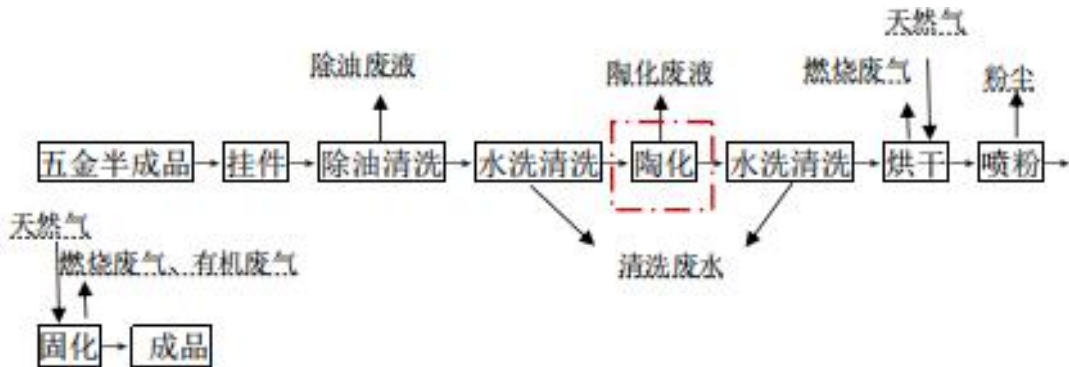 天然气
除油废液
陶化废液
燃烧废气
粉尘
五金半成品
挂件
除油清洗
水洗清洗
陶化
水洗清洗
烘干
喷粉
清洗废水
天然气
燃烧废气、有机废气
固化
成品